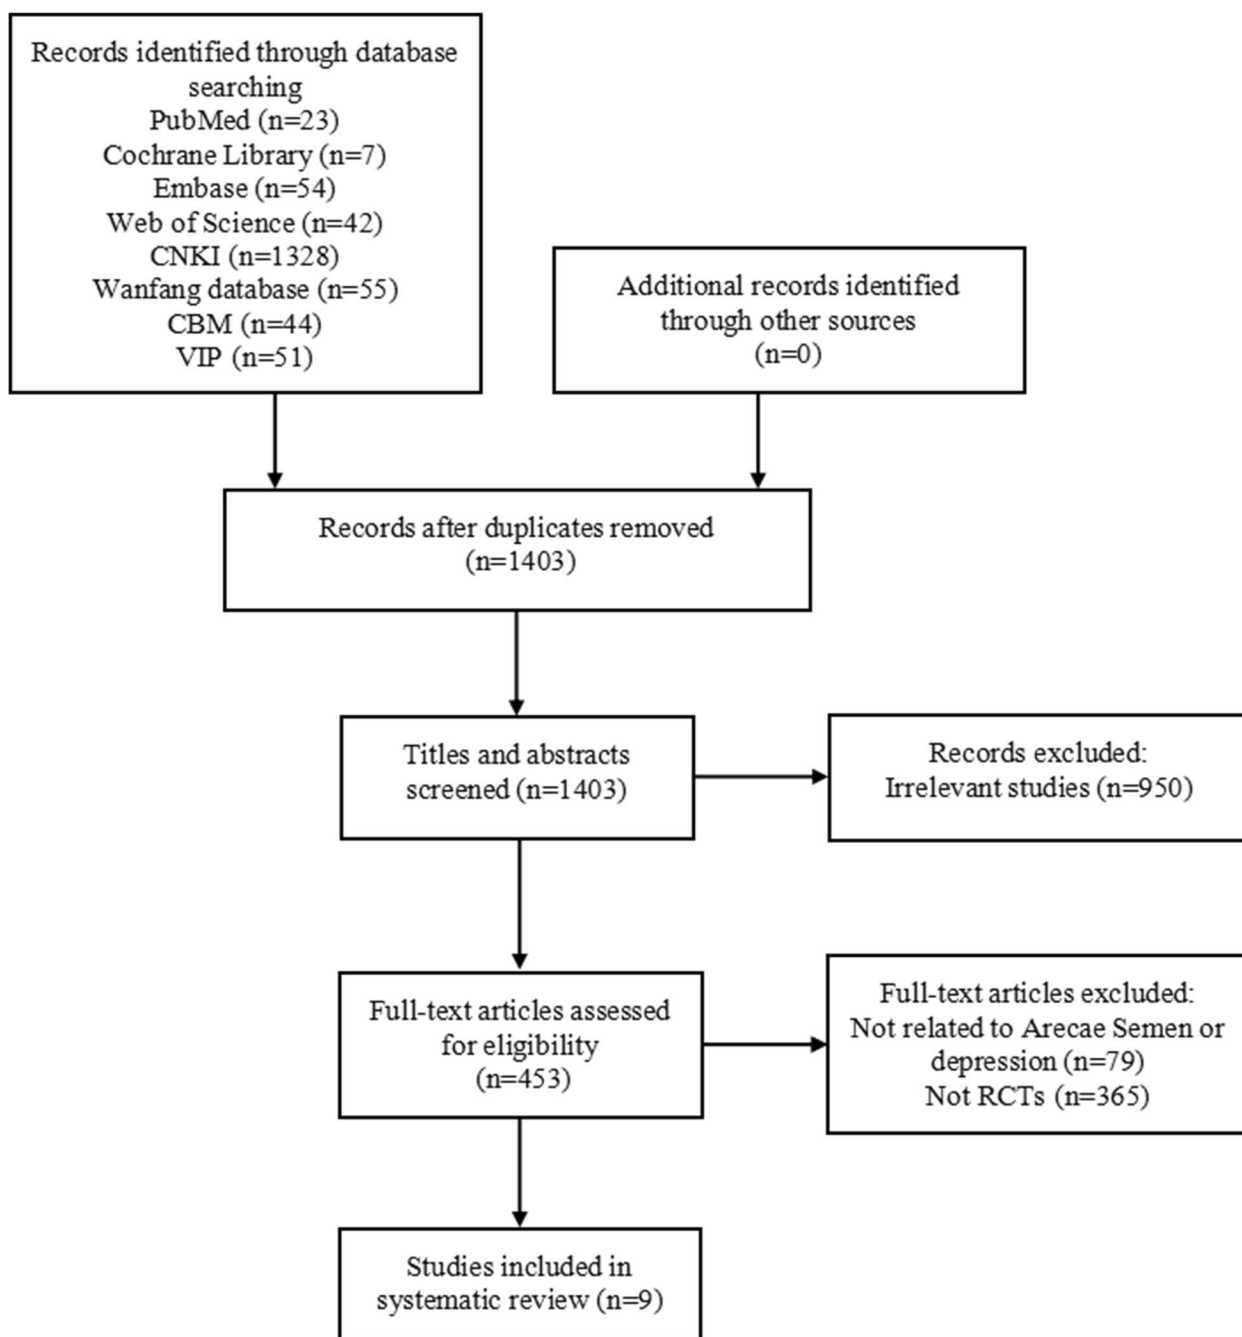 Records identified through database
searching
PubMed (n=23)
Cochrane Library (n=7)
Embase (n=54)
Web of Science (n=42)
CNKI (n=1328)
Wanfang database (n=55)
CBM (n=44)
VIP (n=51)
Additional records identified
through other sources
(n=0)
Records after duplicates removed
(n=1403)
Titles and abstracts
screened (n=1403)
Records excluded:
Irrelevant studies (n=950)
Full-text articles assessed
for eligibility
(n=453)
Full-text articles excluded:
Not related to Arecae Semen or
depression (n=79)
Not RCTs (n=365)
Studies included in
systematic review (n=9)